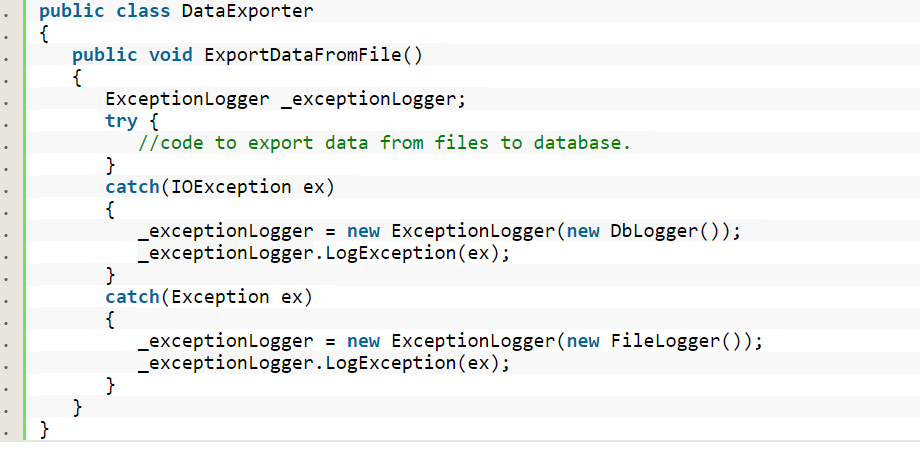 public class DataExporter
{
   public void ExportDataFromFile()
   {
      ExceptionLogger _exceptionLogger;
      try {
         //code to export data from files to database.
      }
      catch(IOException ex)
      {
         _exceptionLogger = new ExceptionLogger(new DbLogger());
         _exceptionLogger.LogException(ex);
      }
      catch(Exception ex)
      {
         _exceptionLogger = new ExceptionLogger(new FileLogger());
         _exceptionLogger.LogException(ex);
      }
   }
}